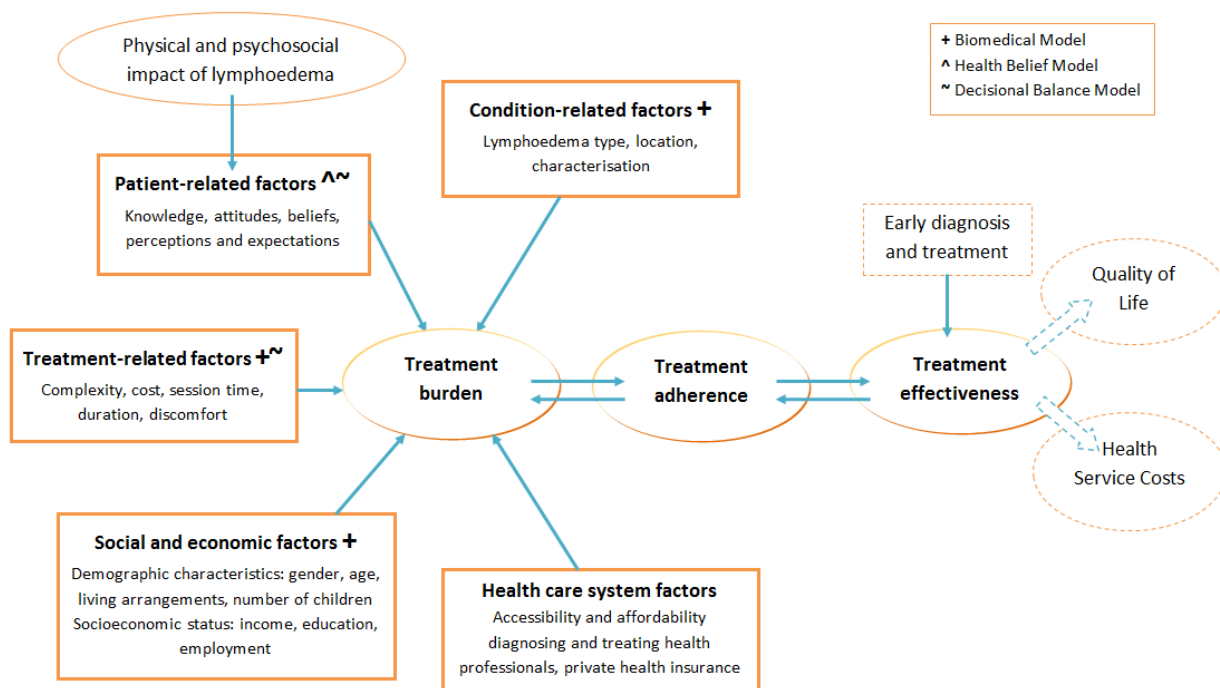 Physical and psychosocial
impact of lymphoedema
+ Biomedical Model
^ Health Belief Model
~ Decisional Balance Model
Condition-related factors +
Lymphoedema type, location,
characterisation
Patient-related factors ^~
Knowledge, attitudes, beliefs,
perceptions and expectations
Early diagnosis
and treatment
Quality of
Life
Treatment-related factors +~
Complexity, cost, session time,
duration, discomfort
Treatment
burden
Treatment
adherence
Treatment
effectiveness
Health
Service Costs
Social and economic factors +
Demographic characteristics: gender, age,
living arrangements, number of children
Socioeconomic status: income, education,
employment
Health care system factors
Accessibility and affordability
diagnosing and treating health
professionals, private health insurance